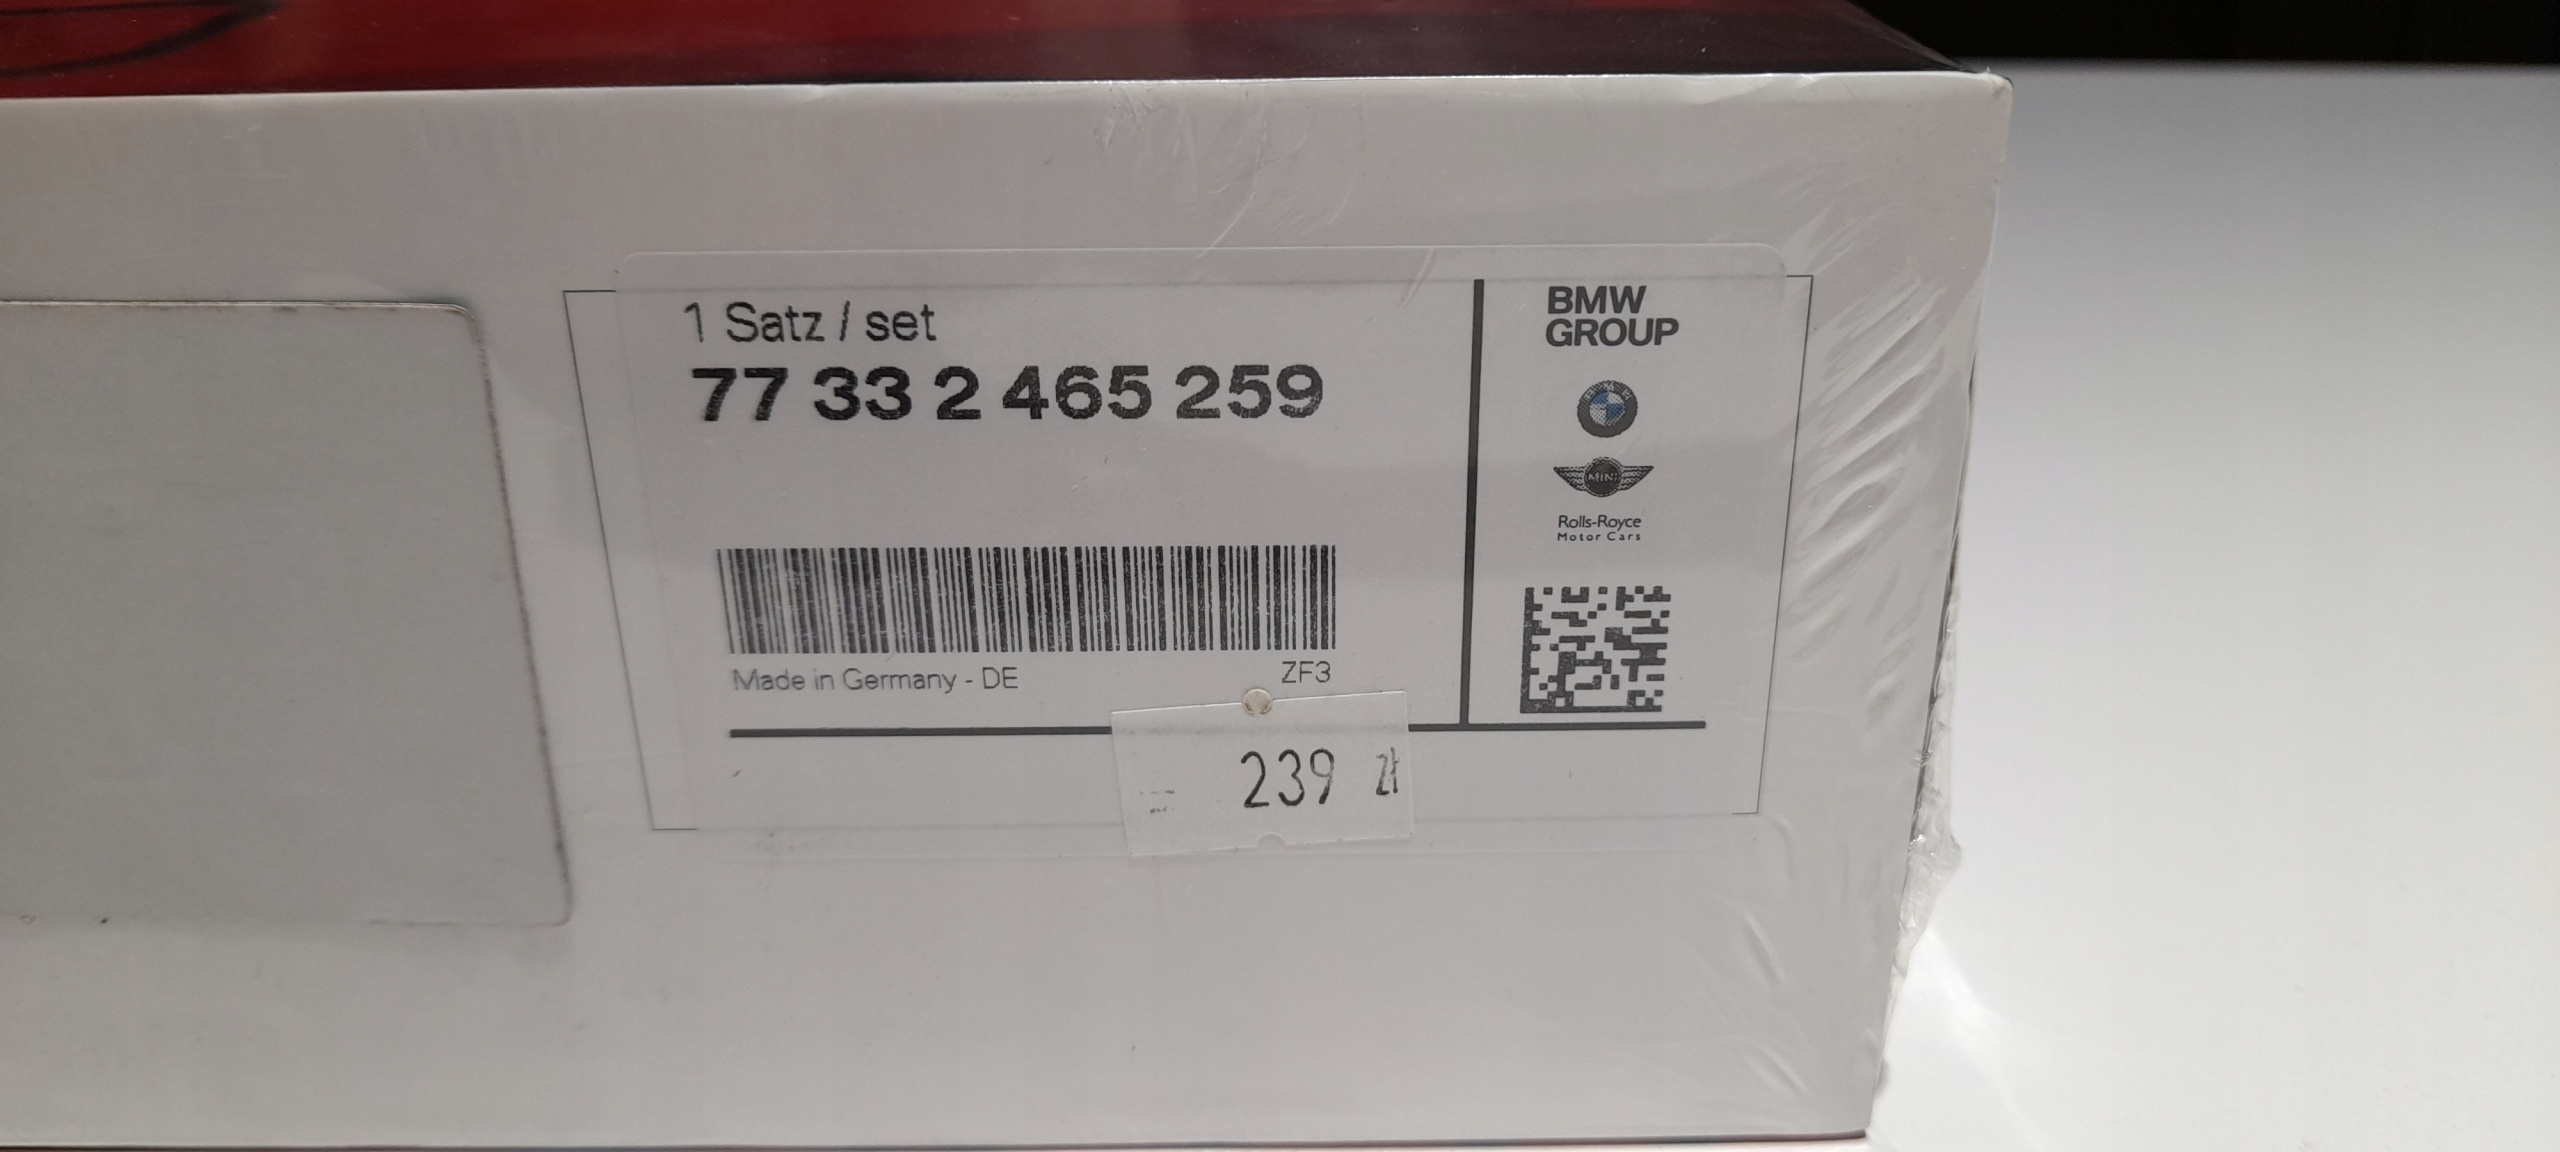 1 Satz / set
77 33 2 465 259
Made in Germany - DE
ZF3
BMW
GROUP
MINI
Rolls-Royce
Motor Cars
239 zł